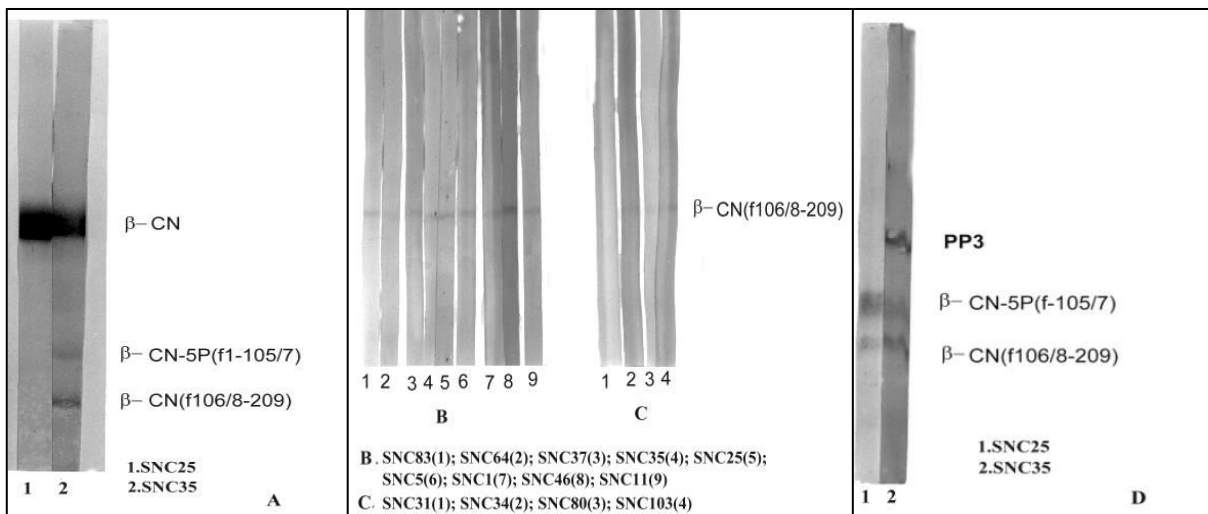 β– CN
β– CN-5P(f1-105/7)
β– CN(f106/8-209)
1.SNC25
2.SNC35
1 2
A
β– CN(f106/8-209)
1 2 3 4 5 6 7 8 9
1 2 3 4
B
C
B. SNC83(1); SNC64(2); SNC37(3); SNC35(4); SNC25(5);
SNC5(6); SNC1(7); SNC46(8); SNC11(9)
C. SNC31(1); SNC34(2); SNC80(3); SNC103(4)
PP3
β– CN-5P(f-105/7)
β– CN(f106/8-209)
1.SNC25
2.SNC35
1 2
D